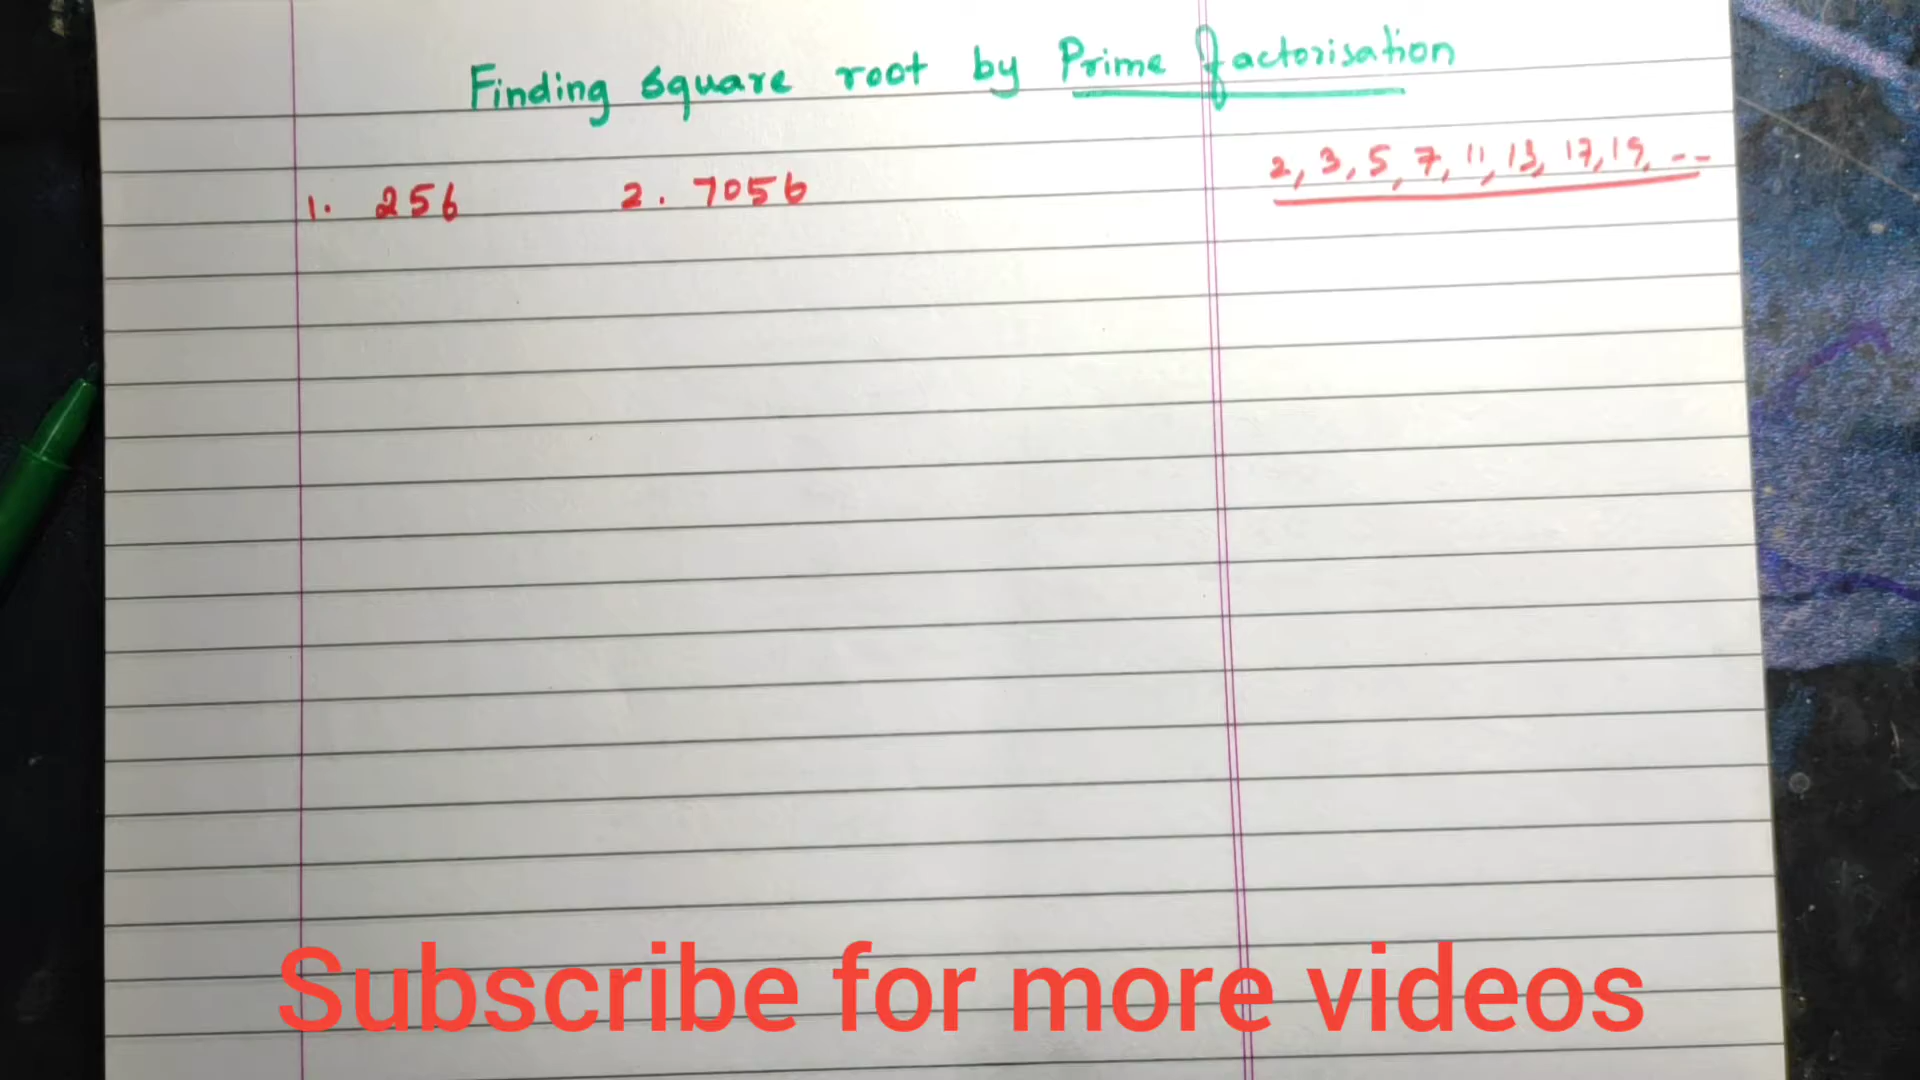 Finding square root by Prime factorisation
2, 3, 5, 7, 11, 13, 17, 19, --
1. 256 2. 7056
Subscribe for more videos